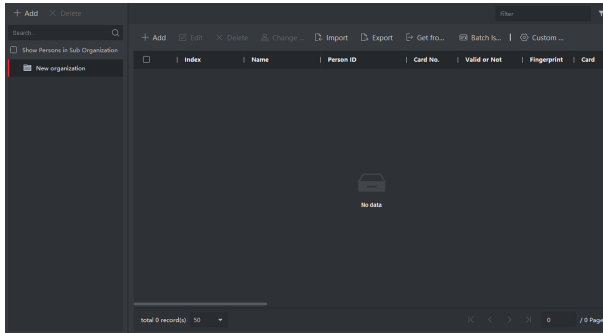 + Add × Delete
Filter
Search...
Show Persons in Sub Organization
New organization
+ Add Edit × Delete Change ... Import Export Get fro... Batch Is... Custom ...
Index Name Person ID Card No. Valid or Not Fingerprint Card
No data
total 0 record(s) 50 0 / 0 Page